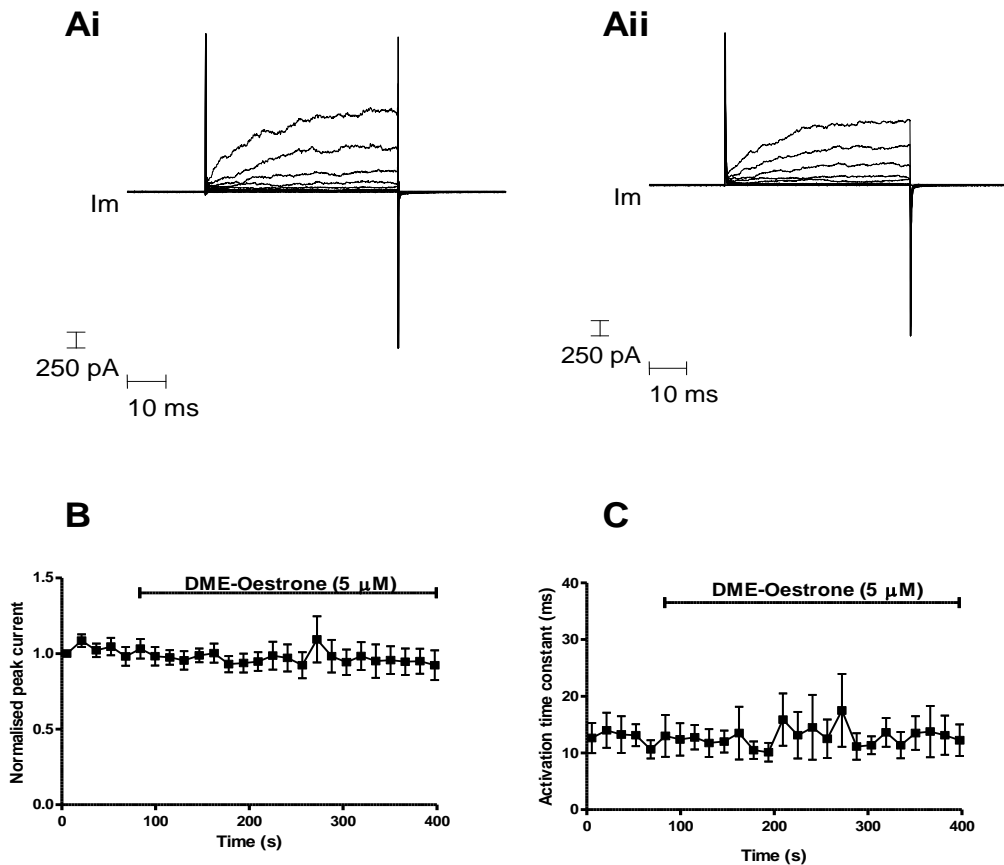 Ai
Aii
Im
Im
250 pA
10 ms
250 pA
10 ms
B
C
DME-Oestrone (5 μM)
1.5
1.0
0.5
0.0
Normalised peak current
0 100 200 300 400
Time (s)
DME-Oestrone (5 μM)
40
30
20
10
0
Activation time constant (ms)
0 100 200 300 400
Time (s)